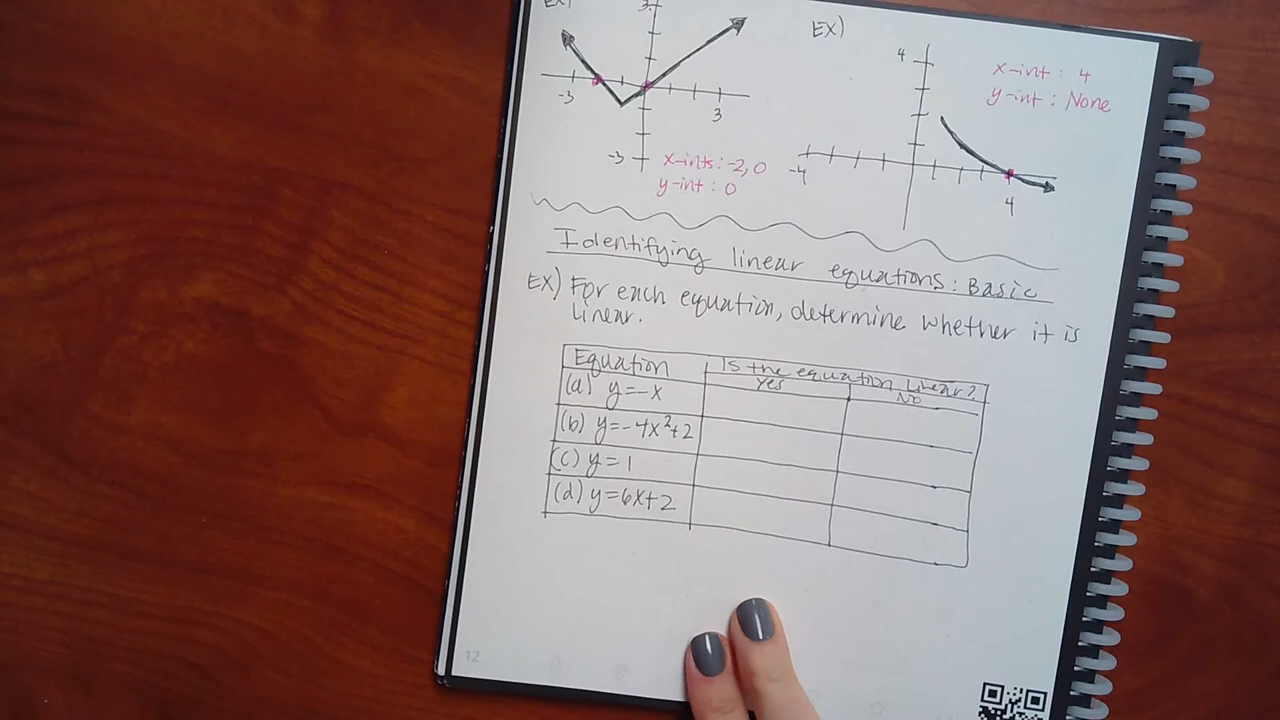 EX)
3
-3
3
-3
x-ints: -2, 0
y-int: 0
EX)
4
-4
4
x-int: 4
y-int: None
Identifying linear equations: Basic
EX) For each equation, determine whether it is
linear.
Equation
Is the equation linear?
Yes
No
(a) y=-x
(b) y=-4x²+2
(c) y=1
(d) y=6x+2
12